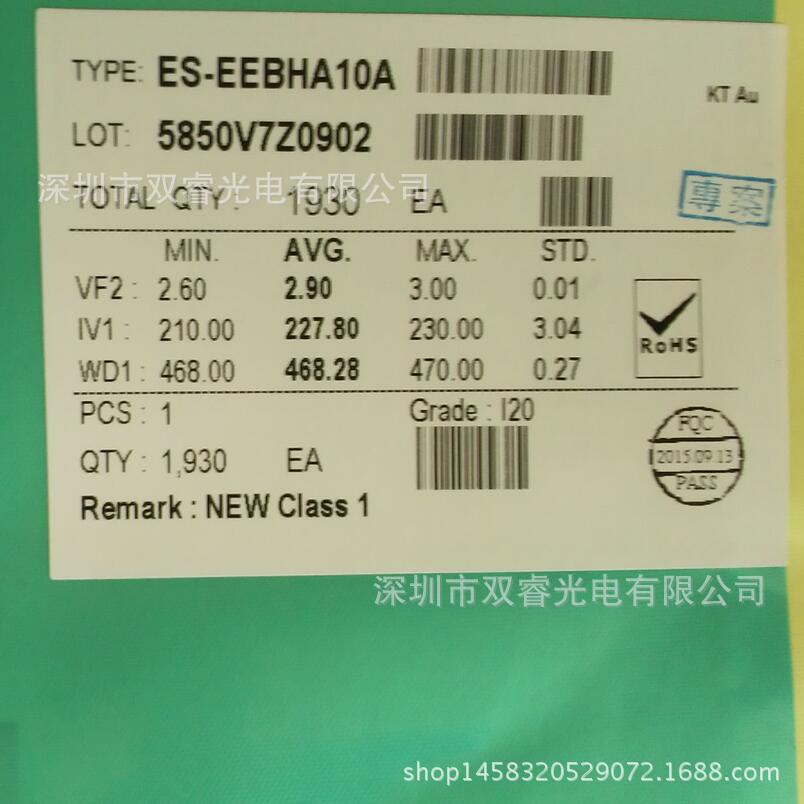 TYPE: ES-EEBHA10A
KT Au
LOT: 5850V7Z0902
深圳市双睿光电有限公司
TOTAL QTY : 1930 EA
專案
MIN. AVG. MAX. STD.
VF2 : 2.60 2.90 3.00 0.01
IV1 : 210.00 227.80 230.00 3.04
RoHS
WD1 : 468.00 468.28 470.00 0.27
PCS : 1 Grade : I20
FQC
QTY : 1,930 EA
2015.09.13
PASS
Remark : NEW Class 1
深圳市双睿光电有限公司
shop1458320529072.1688.com